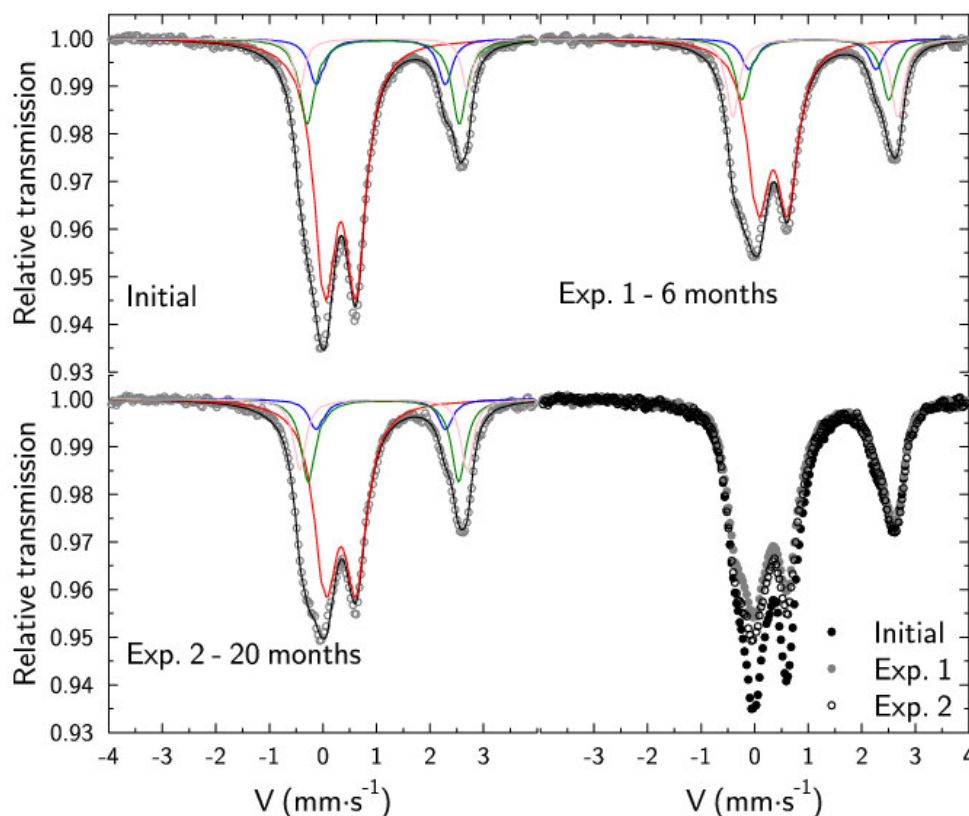 1.00
0.99
0.98
0.97
0.96
0.95
0.94
0.93
Relative transmission
Initial
Exp. 1 - 6 months
1.00
0.99
0.98
0.97
0.96
0.95
0.94
0.93
Relative transmission
Exp. 2 - 20 months
Initial
Exp. 1
Exp. 2
-4 -3 -2 -1 0 1 2 3
-3 -2 -1 0 1 2 3 4
V (mm·s⁻¹)
V (mm·s⁻¹)